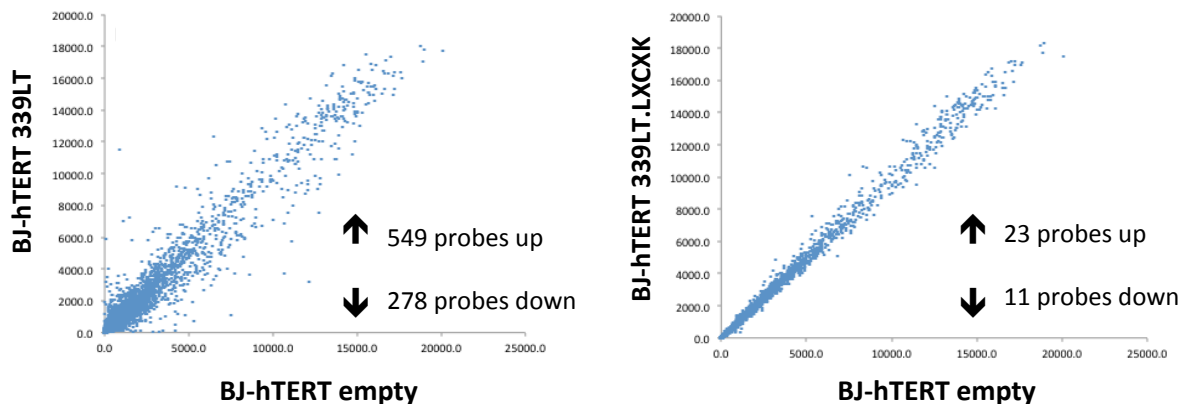 20000.0
18000.0
16000.0
14000.0
12000.0
10000.0
8000.0
6000.0
4000.0
2000.0
0.0
BJ-hTERT 339LT
549 probes up
278 probes down
0.0 5000.0 10000.0 15000.0 20000.0 25000.0
BJ-hTERT empty
20000.0
18000.0
16000.0
14000.0
12000.0
10000.0
8000.0
6000.0
4000.0
2000.0
0.0
BJ-hTERT 339LT.LXCXK
23 probes up
11 probes down
0.0 5000.0 10000.0 15000.0 20000.0 25000.0
BJ-hTERT empty